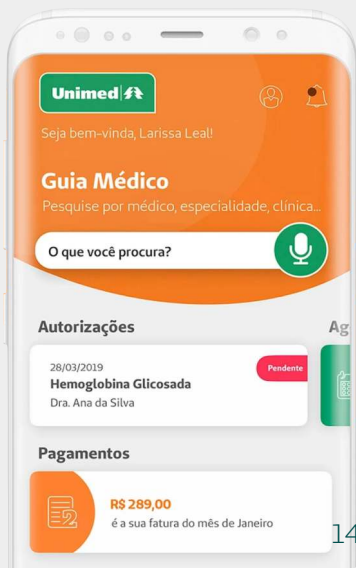 Unimed
Seja bem-vinda, Larissa Leal!
Guia Médico
Pesquise por médico, especialidade, clínica...
O que você procura?
Autorizações
Ag
28/03/2019
Pendente
Hemoglobina Glicosada
Dra. Ana da Silva
Pagamentos
R$ 289,00
é a sua fatura do mês de Janeiro
14